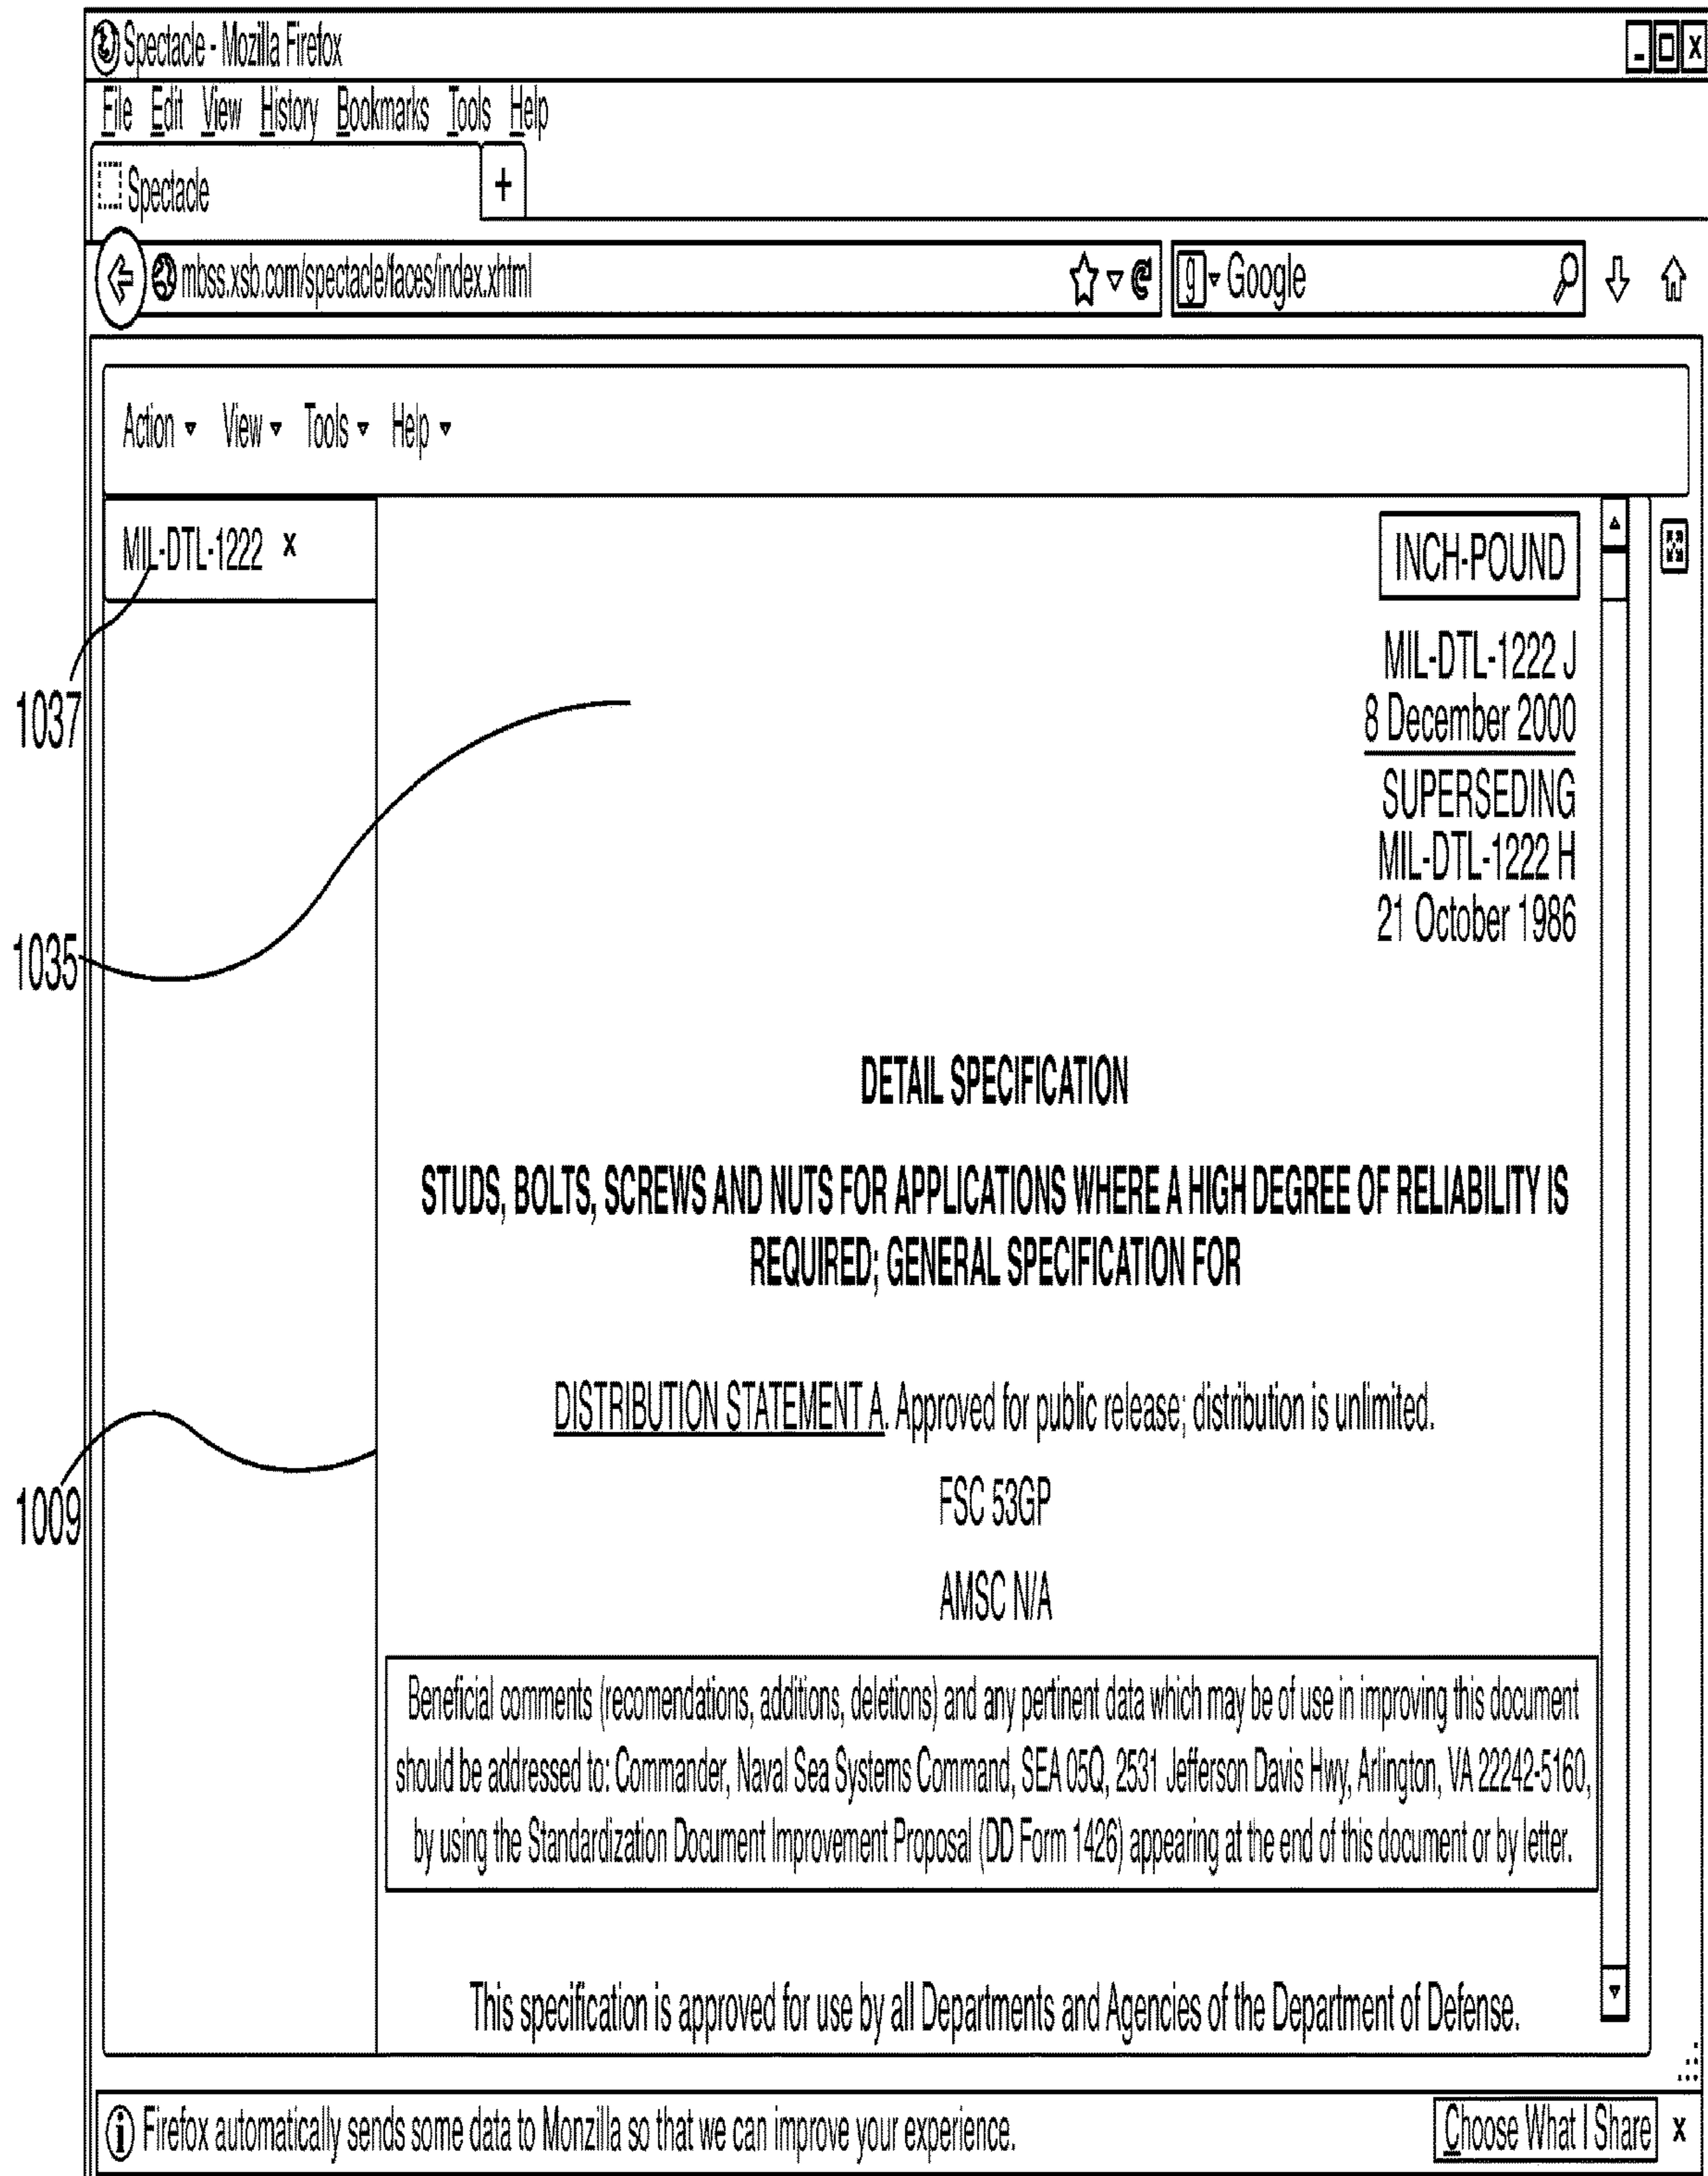 Spectacle - Mozilla Firefox
File Edit View History Bookmarks Tools Help
Spectacle +
mbss.xsb.com/spectacle/faces/index.xhtml
g Google
Action View Tools Help
MIL-DTL-1222 x
INCH-POUND
MIL-DTL-1222 J
8 December 2000
SUPERSEDING
MIL-DTL-1222 H
21 October 1986
1037
1035
1009
DETAIL SPECIFICATION
STUDS, BOLTS, SCREWS AND NUTS FOR APPLICATIONS WHERE A HIGH DEGREE OF RELIABILITY IS
REQUIRED; GENERAL SPECIFICATION FOR
DISTRIBUTION STATEMENT A. Approved for public release; distribution is unlimited.
FSC 53GP
AMSC N/A
Beneficial comments (recomendations, additions, deletions) and any pertinent data which may be of use in improving this document
should be addressed to: Commander, Naval Sea Systems Command, SEA 05Q, 2531 Jefferson Davis Hwy, Arlington, VA 22242-5160,
by using the Standardization Document Improvement Proposal (DD Form 1426) appearing at the end of this document or by letter.
This specification is approved for use by all Departments and Agencies of the Department of Defense.
Firefox automatically sends some data to Monzilla so that we can improve your experience.
Choose What I Share x